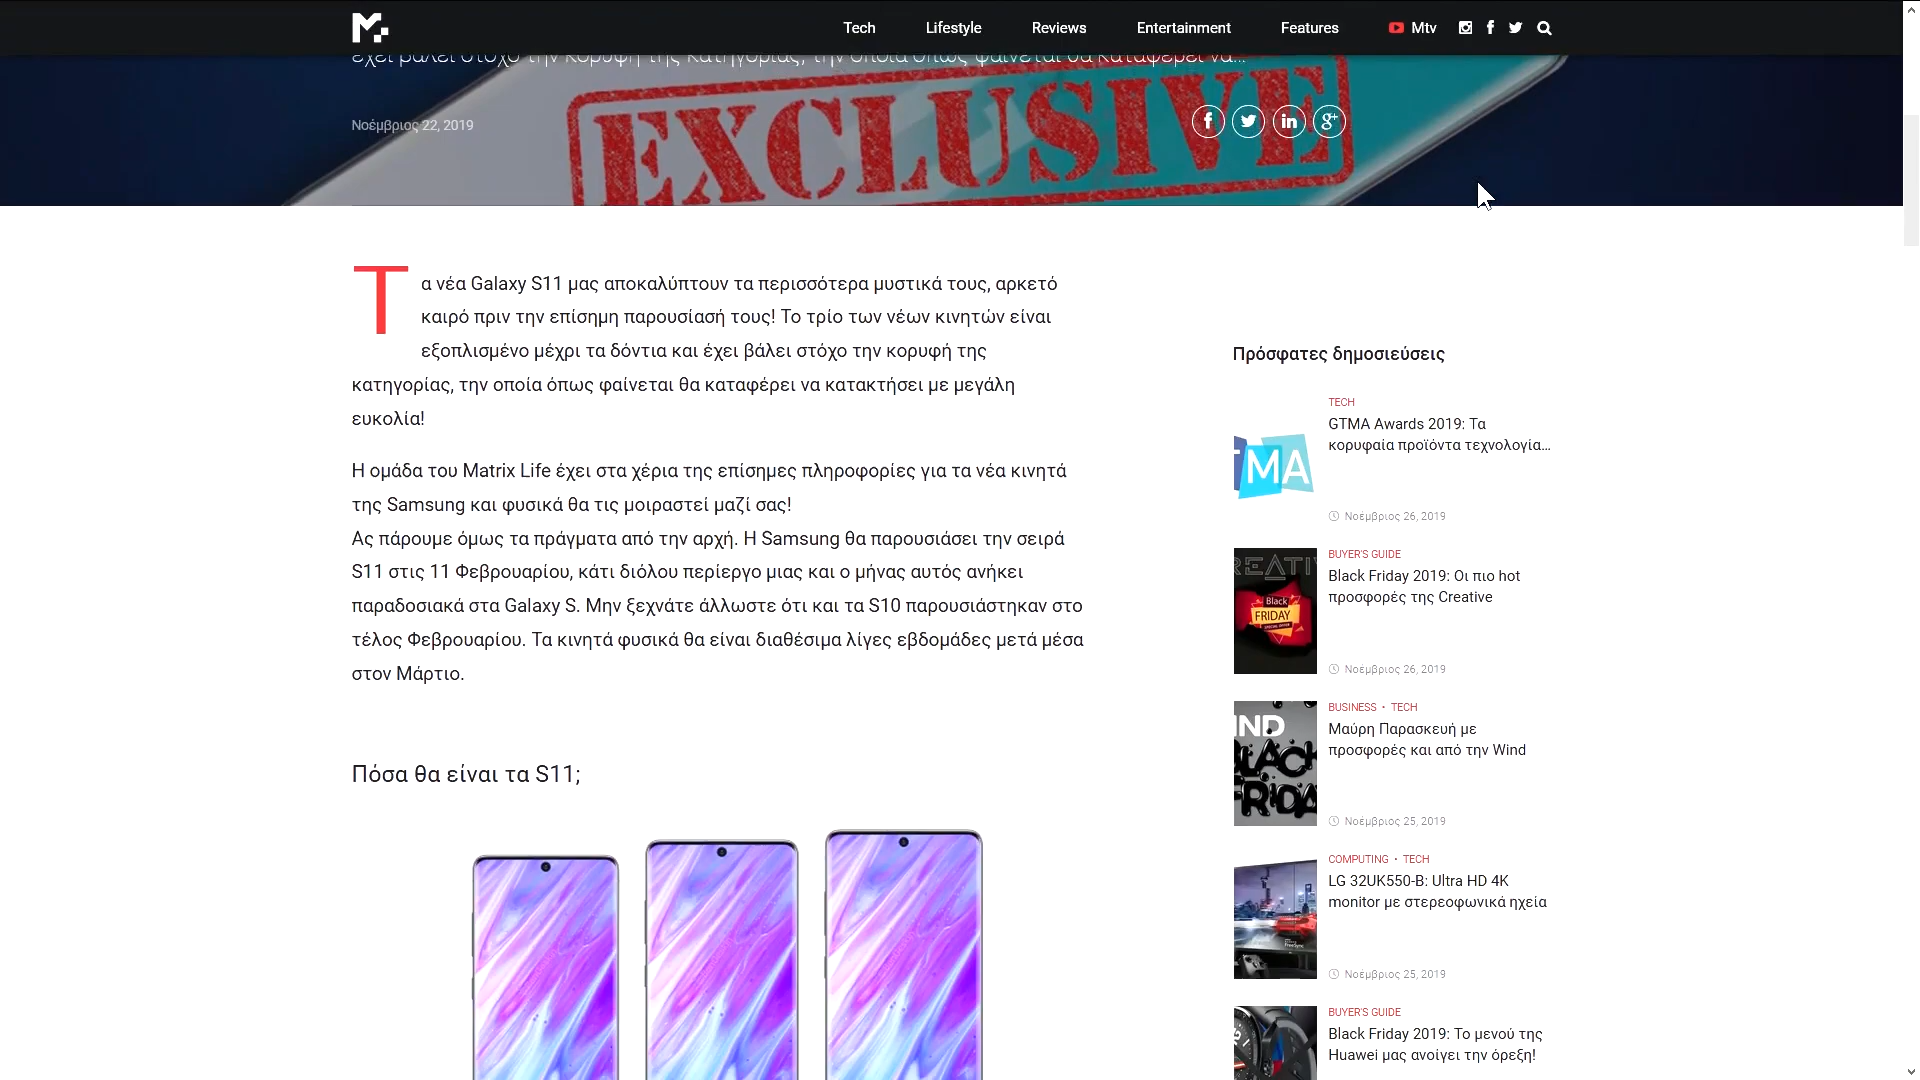 Tech Lifestyle Reviews Entertainment Features Mtv
έχει βάλει στόχο την κορυφή της κατηγορίας, την οποία όπως φαίνεται θα καταφέρει να...
EXCLUSIVE
Νοέμβριος 22, 2019
Τα νέα Galaxy S11 μας αποκαλύπτουν τα περισσότερα μυστικά τους, αρκετό
καιρό πριν την επίσημη παρουσίασή τους! Το τρίο των νέων κινητών είναι
εξοπλισμένο μέχρι τα δόντια και έχει βάλει στόχο την κορυφή της
κατηγορίας, την οποία όπως φαίνεται θα καταφέρει να κατακτήσει με μεγάλη
ευκολία!
Η ομάδα του Matrix Life έχει στα χέρια της επίσημες πληροφορίες για τα νέα κινητά
της Samsung και φυσικά θα τις μοιραστεί μαζί σας!
Ας πάρουμε όμως τα πράγματα από την αρχή. Η Samsung θα παρουσιάσει την σειρά
S11 στις 11 Φεβρουαρίου, κάτι διόλου περίεργο μιας και ο μήνας αυτός ανήκει
παραδοσιακά στα Galaxy S. Μην ξεχνάτε άλλωστε ότι και τα S10 παρουσιάστηκαν στο
τέλος Φεβρουαρίου. Τα κινητά φυσικά θα είναι διαθέσιμα λίγες εβδομάδες μετά μέσα
στον Μάρτιο.
Πόσα θα είναι τα S11;
Πρόσφατες δημοσιεύσεις
TECH
GTMA Awards 2019: Τα
κορυφαία προϊόντα τεχνολογία...
TMA
Νοέμβριος 26, 2019
BUYER'S GUIDE
Black Friday 2019: Οι πιο hot
προσφορές της Creative
REATIV
Black
FRIDAY
SPECIAL OFFER
Νοέμβριος 26, 2019
BUSINESS • TECH
Μαύρη Παρασκευή με
προσφορές και από την Wind
IND
BLACK
FRIDA
Νοέμβριος 25, 2019
COMPUTING • TECH
LG 32UK550-B: Ultra HD 4K
monitor με στερεοφωνικά ηχεία
FreeSync
Νοέμβριος 25, 2019
BUYER'S GUIDE
Black Friday 2019: Το μενού της
Huawei μας ανοίγει την όρεξη!